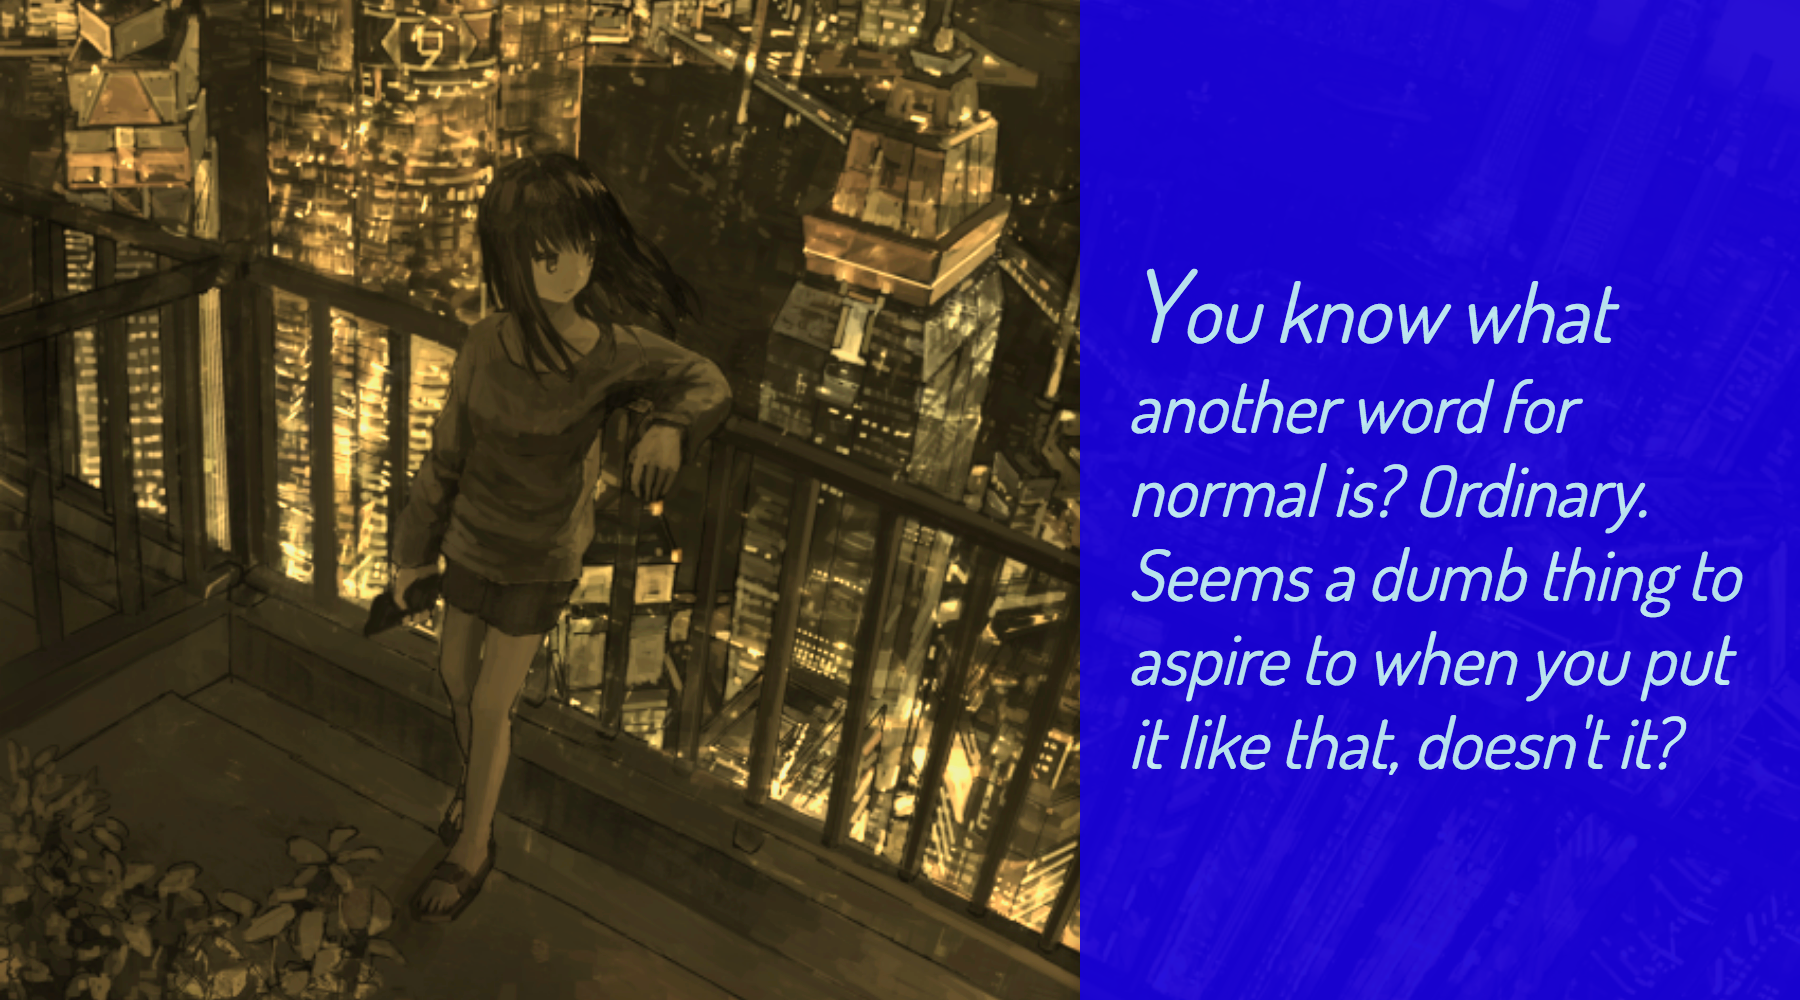 You know what
another word for
normal is? Ordinary.
Seems a dumb thing to
aspire to when you put
it like that, doesn't it?